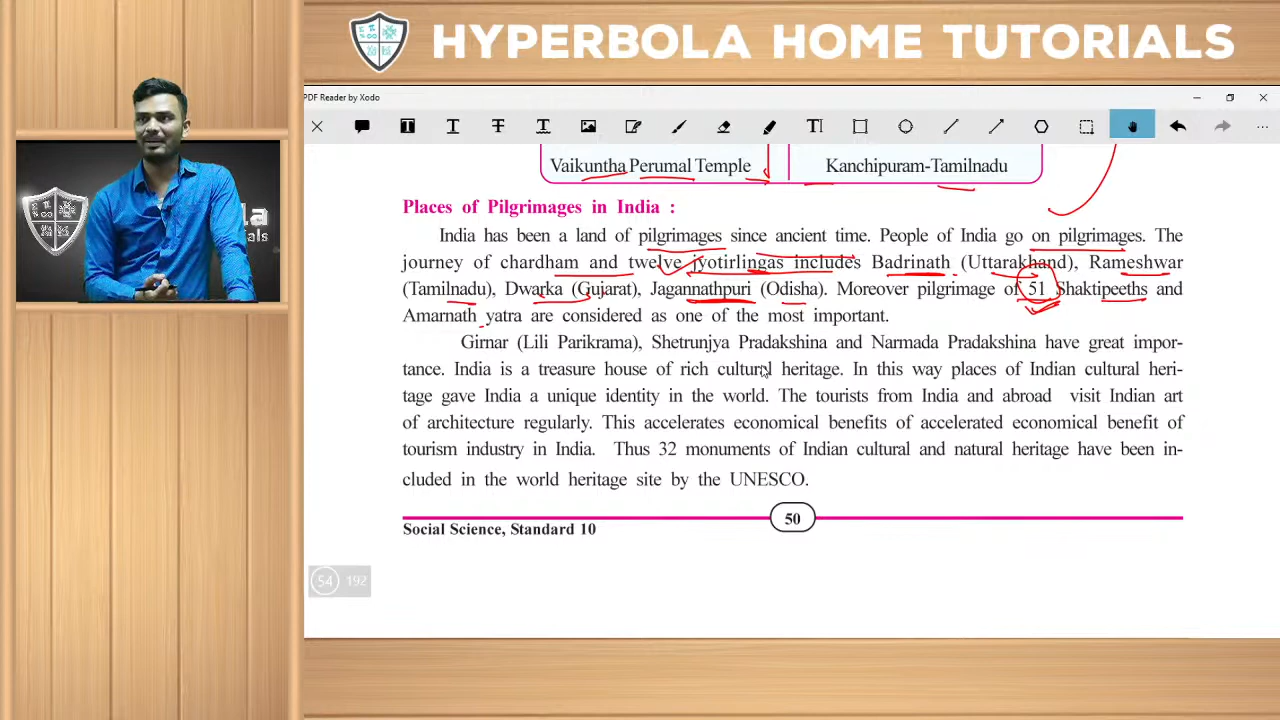 HYPERBOLA HOME TUTORIALS
PDF Reader by Xodo
Vaikuntha Perumal Temple Kanchipuram-Tamilnadu
Places of Pilgrimages in India :
India has been a land of pilgrimages since ancient time. People of India go on pilgrimages. The
journey of chardham and twelve jyotirlingas includes Badrinath (Uttarakhand), Rameshwar
(Tamilnadu), Dwarka (Gujarat), Jagannathpuri (Odisha). Moreover pilgrimage of 51 Shaktipeeths and
Amarnath yatra are considered as one of the most important.
Girnar (Lili Parikrama), Shetrunjya Pradakshina and Narmada Pradakshina have great impor-
tance. India is a treasure house of rich cultural heritage. In this way places of Indian cultural heri-
tage gave India a unique identity in the world. The tourists from India and abroad visit Indian art
of architecture regularly. This accelerates economical benefits of accelerated economical benefit of
tourism industry in India. Thus 32 monuments of Indian cultural and natural heritage have been in-
cluded in the world heritage site by the UNESCO.
50
Social Science, Standard 10
54 192